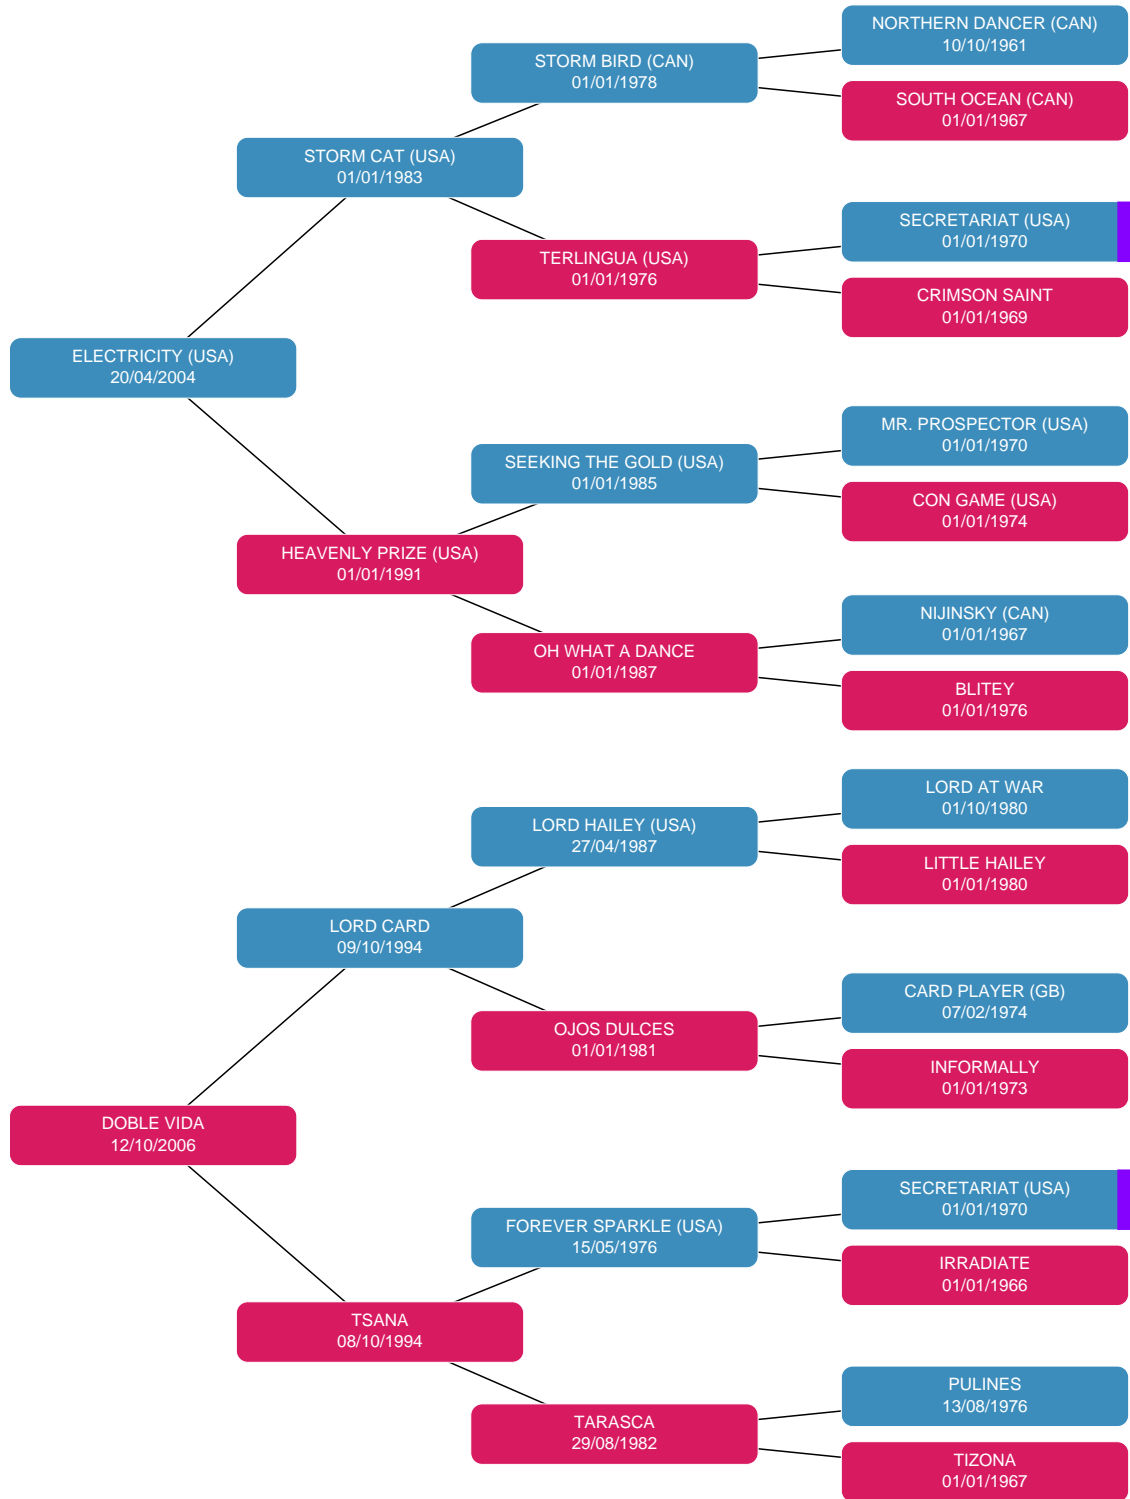 NORTHERN DANCER (CAN)
10/10/1961
STORM BIRD (CAN)
01/01/1978
SOUTH OCEAN (CAN)
01/01/1967
STORM CAT (USA)
01/01/1983
SECRETARIAT (USA)
01/01/1970
TERLINGUA (USA)
01/01/1976
CRIMSON SAINT
01/01/1969
ELECTRICITY (USA)
20/04/2004
MR. PROSPECTOR (USA)
01/01/1970
SEEKING THE GOLD (USA)
01/01/1985
CON GAME (USA)
01/01/1974
HEAVENLY PRIZE (USA)
01/01/1991
NIJINSKY (CAN)
01/01/1967
OH WHAT A DANCE
01/01/1987
BLITEY
01/01/1976
LORD AT WAR
01/10/1980
LORD HAILEY (USA)
27/04/1987
LITTLE HAILEY
01/01/1980
LORD CARD
09/10/1994
CARD PLAYER (GB)
07/02/1974
OJOS DULCES
01/01/1981
INFORMALLY
01/01/1973
DOBLE VIDA
12/10/2006
SECRETARIAT (USA)
01/01/1970
FOREVER SPARKLE (USA)
15/05/1976
IRRADIATE
01/01/1966
TSANA
08/10/1994
PULINES
13/08/1976
TARASCA
29/08/1982
TIZONA
01/01/1967